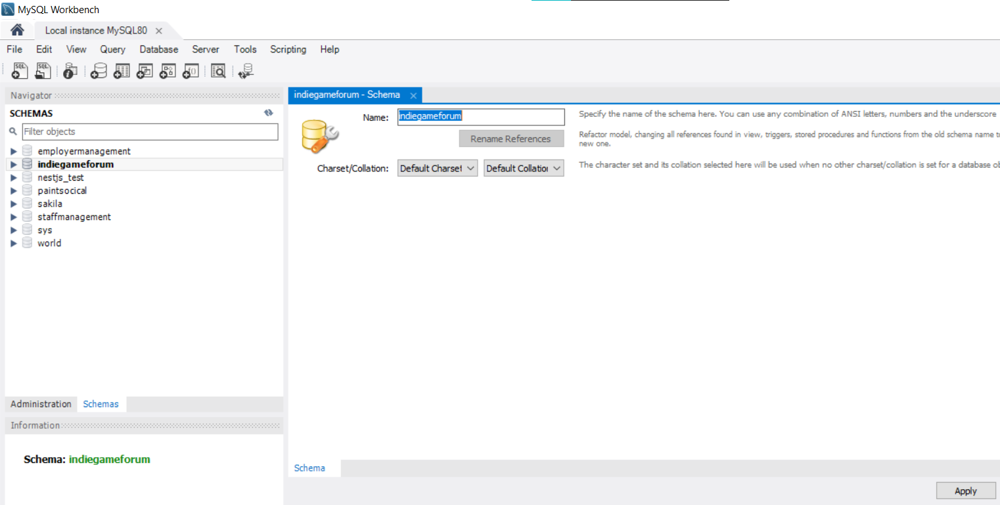 MySQL Workbench
Local instance MySQL80
File Edit View Query Database Server Tools Scripting Help
Navigator
SCHEMAS
Filter objects
employermanagement
indiegameforum
nestjs_test
paintsocical
sakila
staffmanagement
sys
world
Administration Schemas
Information
Schema: indiegameforum
indiegameforum - Schema
Name: indiegameforum
Specify the name of the schema here. You can use any combination of ANSI letters, numbers and the underscore
Rename References
Refactor model, changing all references found in view, triggers, stored procedures and functions from the old schema name
new one.
Charset/Collation: Default Charset Default Collation
The character set and its collation selected here will be used when no other charset/collation is set for a database
Schema
Apply